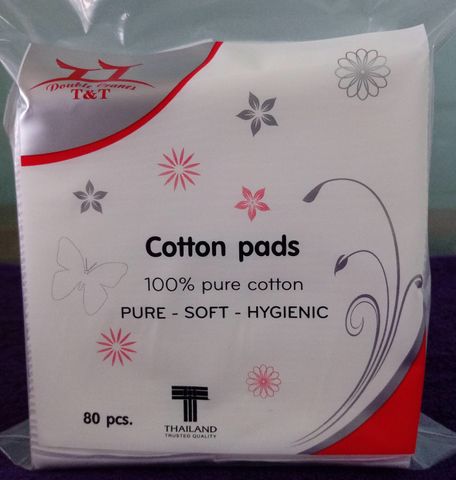 Double Cranes
T&T
Cotton pads
100% pure cotton
PURE - SOFT - HYGIENIC
80 pcs.
THAILAND
TRUSTED QUALITY